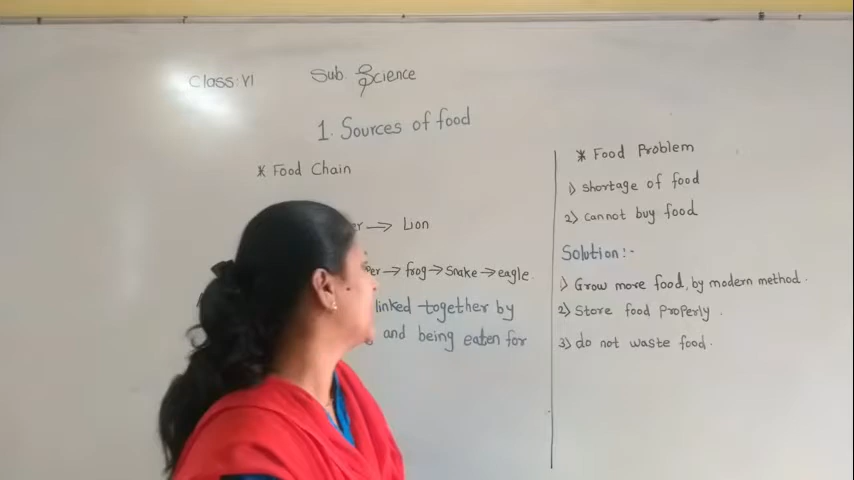 Class: VI Sub. Science
1. Sources of food
* Food Chain
→ Lion
→ frog → Snake → eagle.
linked together by
and being eaten for
* Food Problem
1) shortage of food
2) cannot buy food
Solution :-
1) Grow more food, by modern method.
2) Store food Properly.
3) do not waste food.